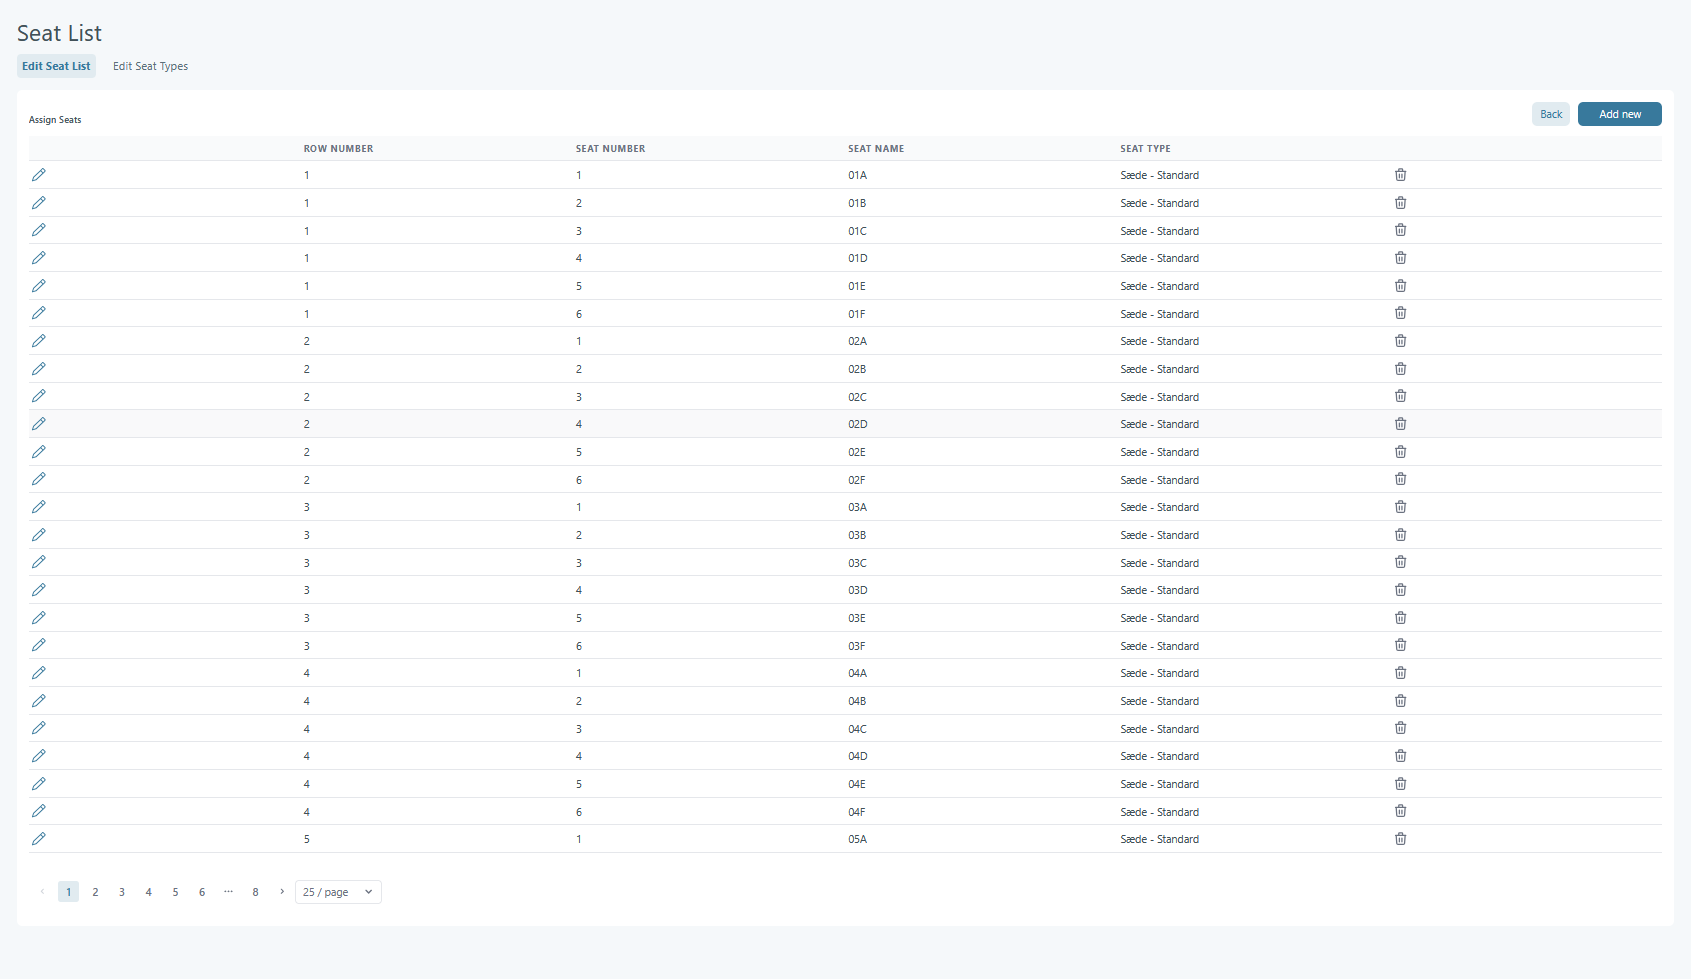 Seat List
Edit Seat List Edit Seat Types
Assign Seats Back Add new
ROW NUMBER SEAT NUMBER SEAT NAME SEAT TYPE
1 1 01A Sæde - Standard
1 2 01B Sæde - Standard
1 3 01C Sæde - Standard
1 4 01D Sæde - Standard
1 5 01E Sæde - Standard
1 6 01F Sæde - Standard
2 1 02A Sæde - Standard
2 2 02B Sæde - Standard
2 3 02C Sæde - Standard
2 4 02D Sæde - Standard
2 5 02E Sæde - Standard
2 6 02F Sæde - Standard
3 1 03A Sæde - Standard
3 2 03B Sæde - Standard
3 3 03C Sæde - Standard
3 4 03D Sæde - Standard
3 5 03E Sæde - Standard
3 6 03F Sæde - Standard
4 1 04A Sæde - Standard
4 2 04B Sæde - Standard
4 3 04C Sæde - Standard
4 4 04D Sæde - Standard
4 5 04E Sæde - Standard
4 6 04F Sæde - Standard
5 1 05A Sæde - Standard
1 2 3 4 5 6 ··· 8 25 / page